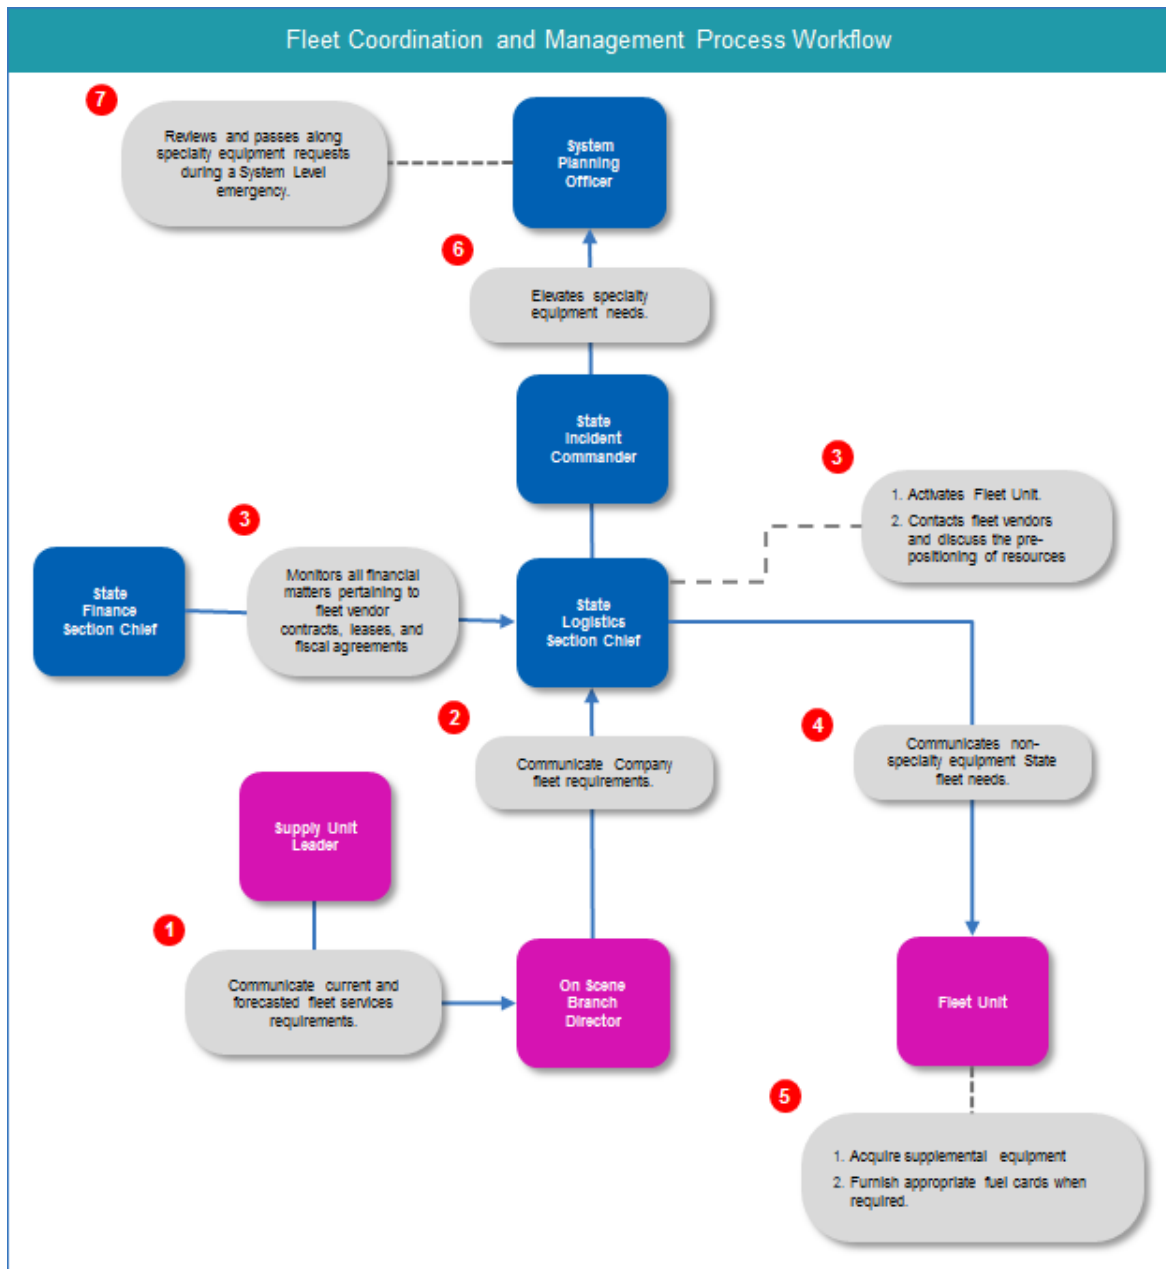 Fleet Coordination and Management Process Workflow
7
Reviews and passes along
specialty equipment requests
during a System Level
emergency.
System
Planning
Officer
6
Elevates specialty
equipment needs.
State
Incident
Commander
3
1. Activates Fleet Unit.
2. Contacts fleet vendors
and discuss the pre-
positioning of resources
3
State
Finance
Section Chief
Monitors all financial
matters pertaining to
fleet vendor
contracts, leases, and
fiscal agreements
State
Logistics
Section Chief
2
Communicate Company
fleet requirements.
4
Communicates non-
specialty equipment State
fleet needs.
Supply Unit
Leader
1
Communicate current and
forecasted fleet services
requirements.
On Scene
Branch
Director
Fleet Unit
5
1. Acquire supplemental equipment
2. Furnish appropriate fuel cards when
required.